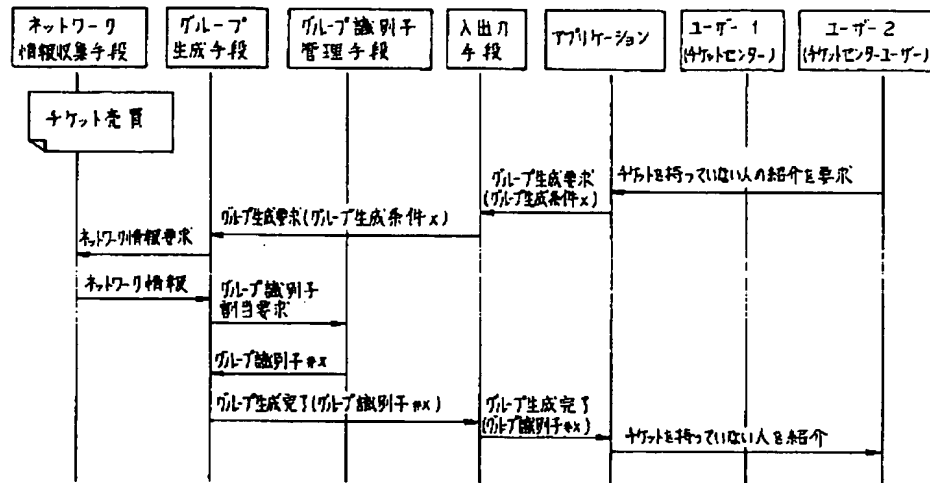 ネットワーク
情報収集手段
グループ
生成手段
グループ識別子
管理手段
入出力
手段
アプリケーション
ユーザー 1
(チケットセンター)
ユーザー 2
(チケットセンターユーザー)
チケット売買
チケットを持っていない人の紹介を要求
グループ生成要求
(グループ生成条件x)
グループ生成要求(グループ生成条件x)
ネットワーク情報要求
ネットワーク情報
グループ識別子
割当要求
グループ識別子#x
グループ生成完了(グループ識別子#x)
グループ生成完了
(グループ識別子#x)
チケットを持っていない人を紹介